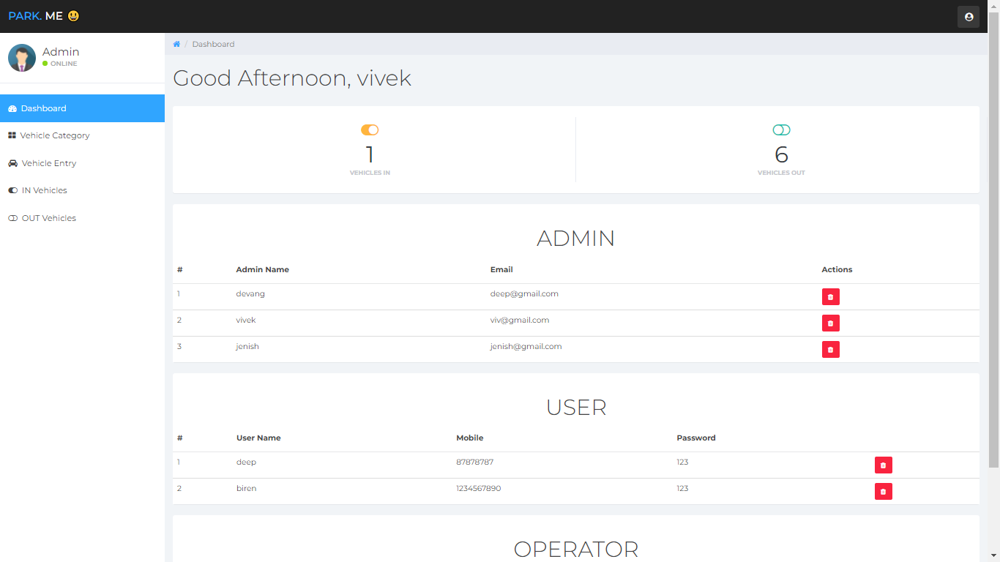 PARK. ME 😀
Admin
ONLINE
Dashboard
Vehicle Category
Vehicle Entry
IN Vehicles
OUT Vehicles
/ Dashboard
Good Afternoon, vivek
1
VEHICLES IN
6
VEHICLES OUT
ADMIN
# Admin Name Email Actions
1 devang deep@gmail.com
2 vivek viv@gmail.com
3 jenish jenish@gmail.com
USER
# User Name Mobile Password
1 deep 87878787 123
2 biren 1234567890 123
OPERATOR